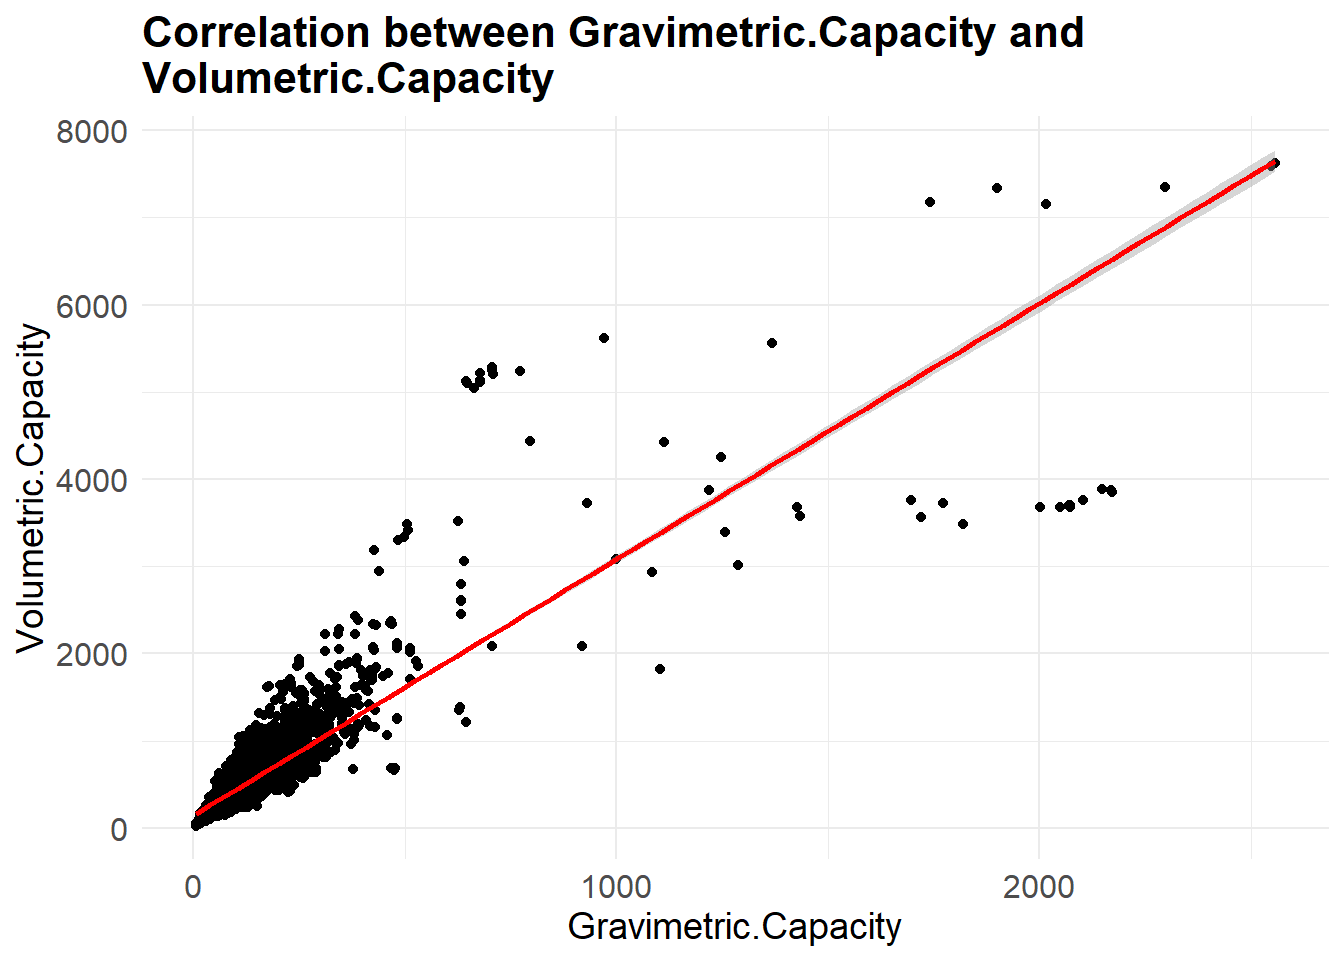 Correlation between Gravimetric.Capacity and
Volumetric.Capacity
8000
6000
4000
2000
0
Volumetric.Capacity
0 1000 2000
Gravimetric.Capacity